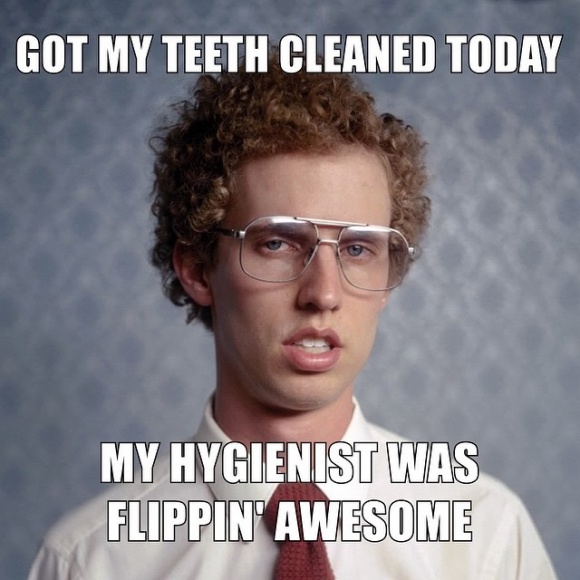 GOT MY TEETH CLEANED TODAY
MY HYGIENIST WAS
FLIPPIN' AWESOME